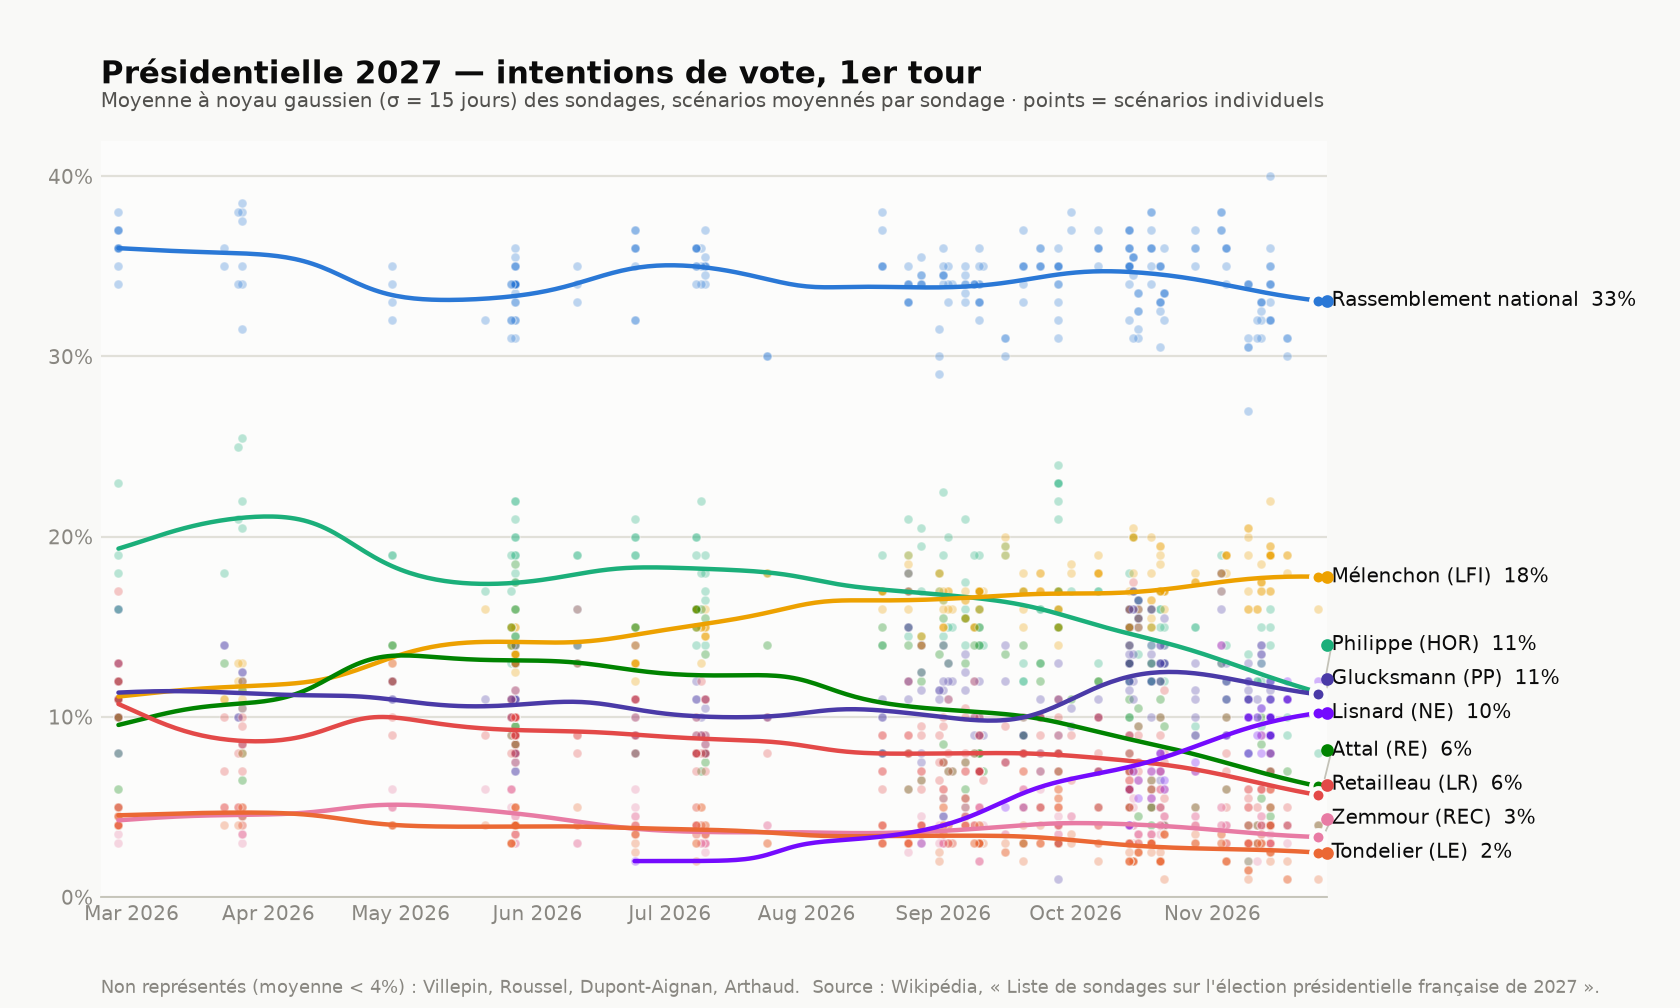 Présidentielle 2027 — intentions de vote, 1er tour
Moyenne à noyau gaussien (σ = 15 jours) des sondages, scénarios moyennés par sondage · points = scénarios individuels
40%
30%
20%
10%
0%
Rassemblement national 33%
Mélenchon (LFI) 18%
Philippe (HOR) 11%
Glucksmann (PP) 11%
Lisnard (NE) 10%
Attal (RE) 6%
Retailleau (LR) 6%
Zemmour (REC) 3%
Tondelier (LE) 2%
Mar 2026
Apr 2026
May 2026
Jun 2026
Jul 2026
Aug 2026
Sep 2026
Oct 2026
Nov 2026
Non représentés (moyenne < 4%) : Villepin, Roussel, Dupont-Aignan, Arthaud. Source : Wikipédia, « Liste de sondages sur l'élection présidentielle française de 2027 ».